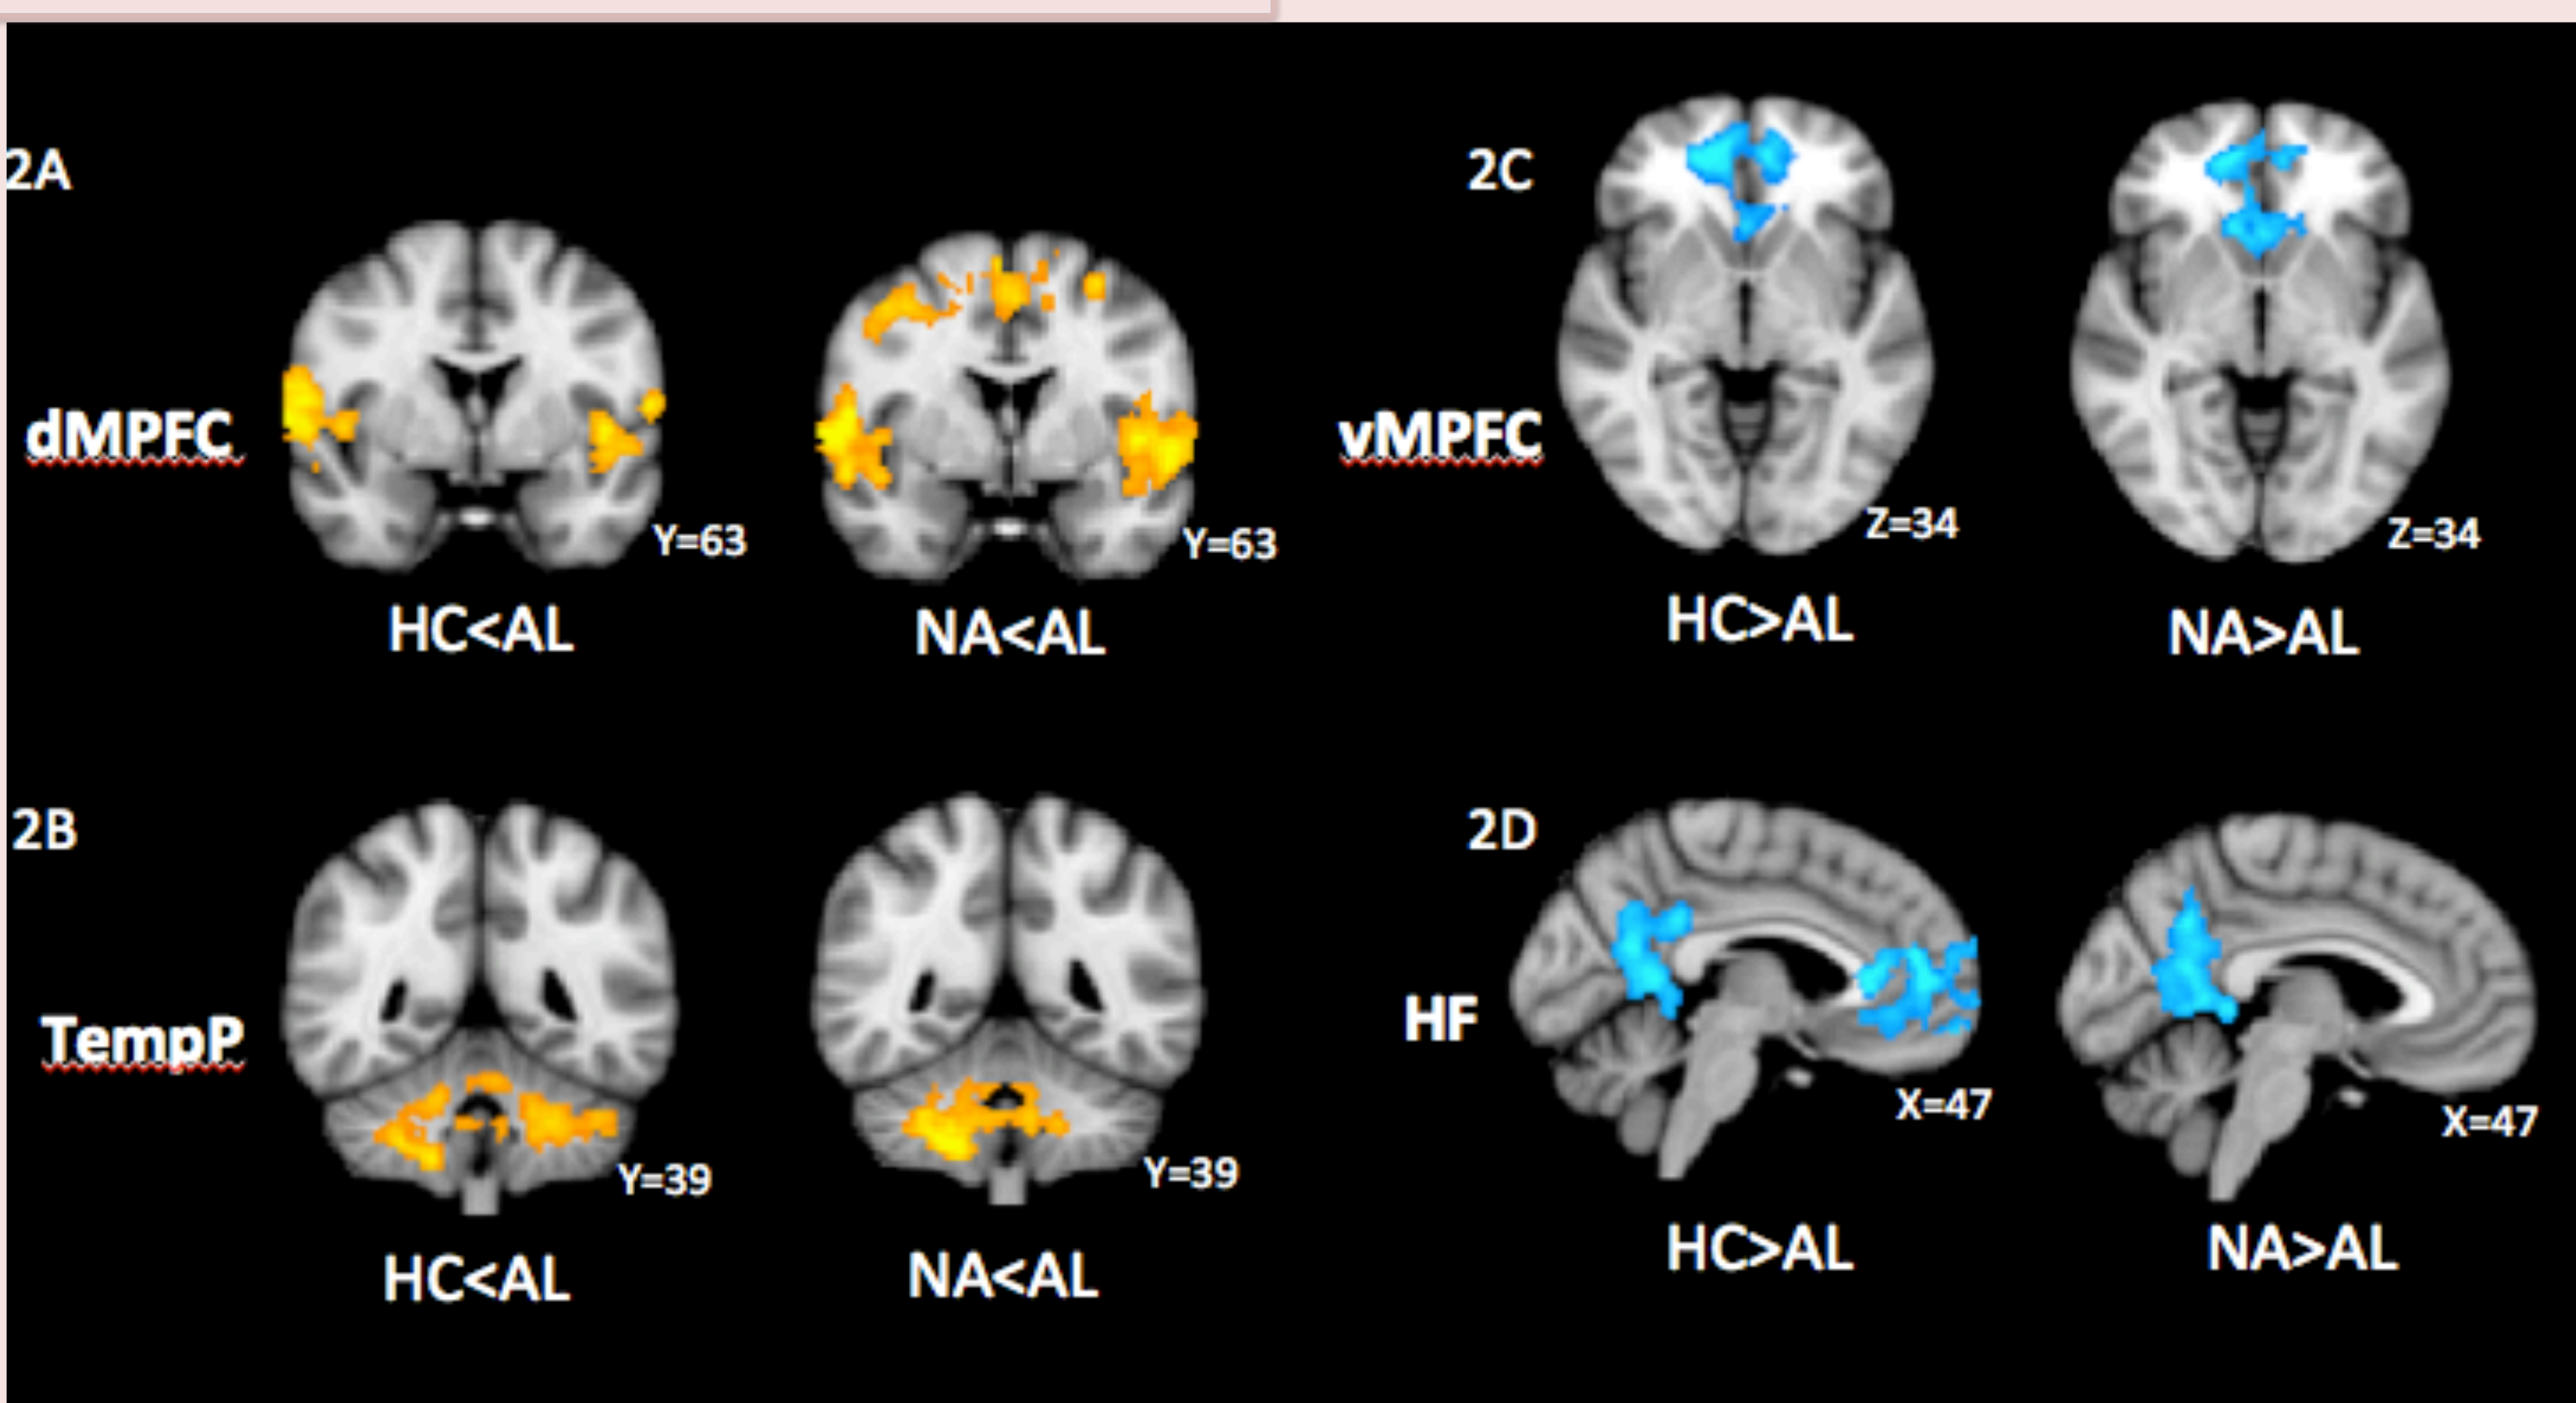 2A
dMPFC
Y=63
Y=63
HC<AL
NA<AL
2C
vMPFC
Z=34
Z=34
HC>AL
NA>AL
2B
TempP
Y=39
Y=39
HC<AL
NA<AL
2D
HF
X=47
X=47
HC>AL
NA>AL